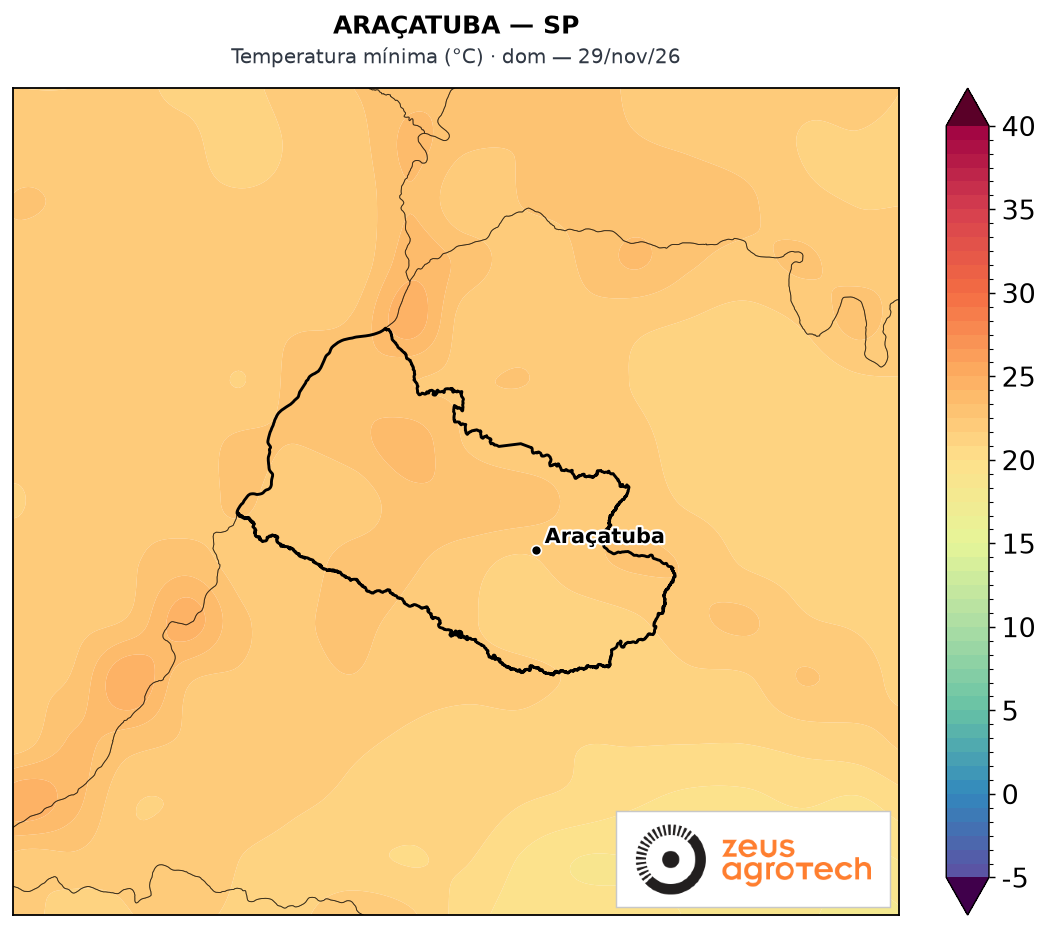 ARAÇATUBA — SP
Temperatura mínima (°C) · dom — 29/nov/26
40
35
30
25
20
15
10
5
0
-5
Araçatuba
zeus
agrotech